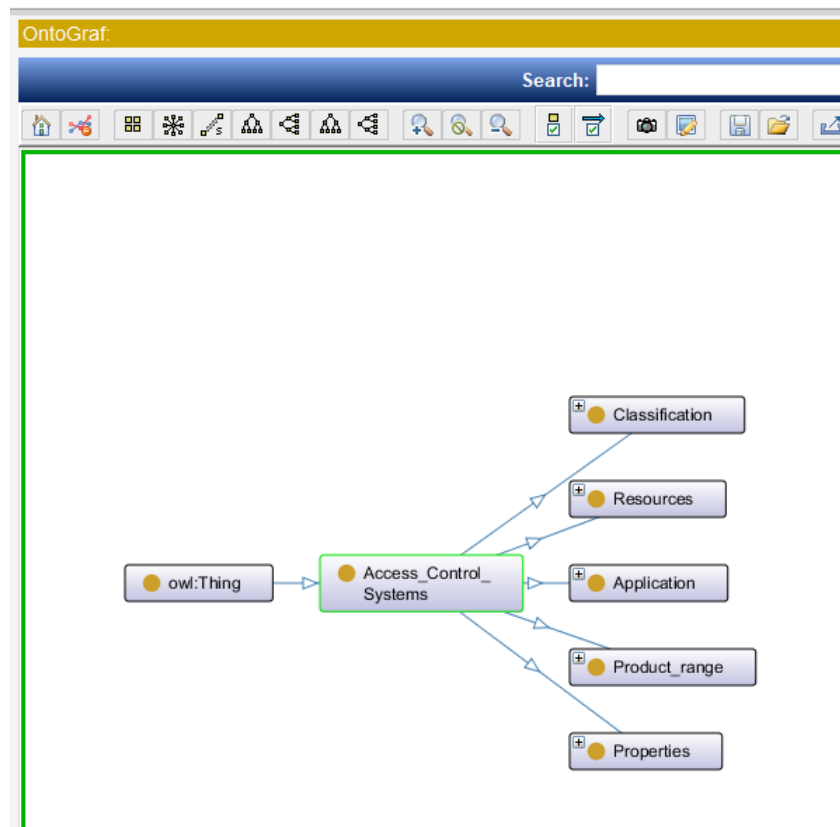 OntoGraf:
Search:
Classification
Resources
owl:Thing
Access_Control_
Systems
Application
Product_range
Properties